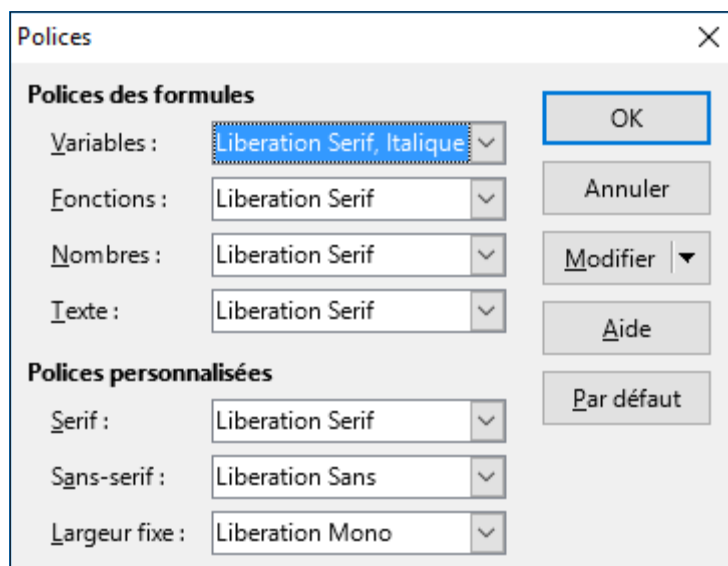 Polices
Polices des formules
Variables : Liberation Serif, Italique
Fonctions : Liberation Serif
Nombres : Liberation Serif
Texte : Liberation Serif
Polices personnalisées
Serif : Liberation Serif
Sans-serif : Liberation Sans
Largeur fixe : Liberation Mono
OK
Annuler
Modifier
Aide
Par défaut